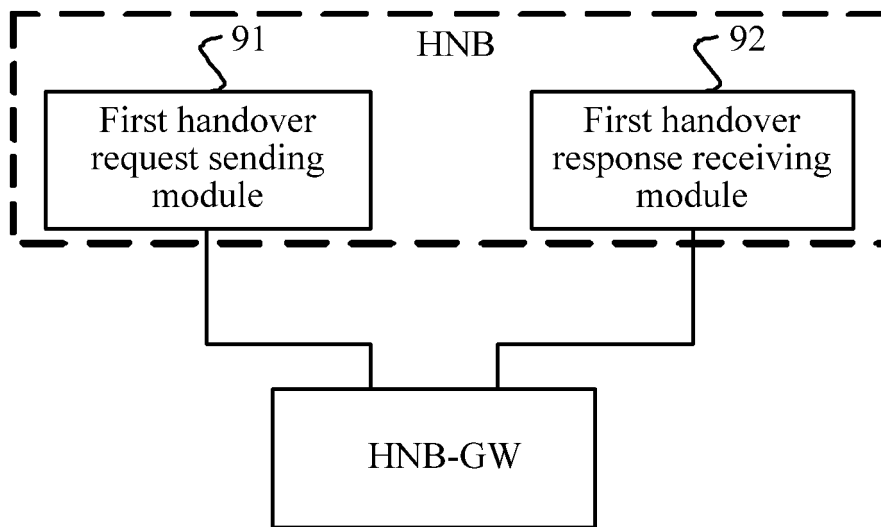 91
HNB
92
First handover
request sending
module
First handover
response receiving
module
HNB-GW